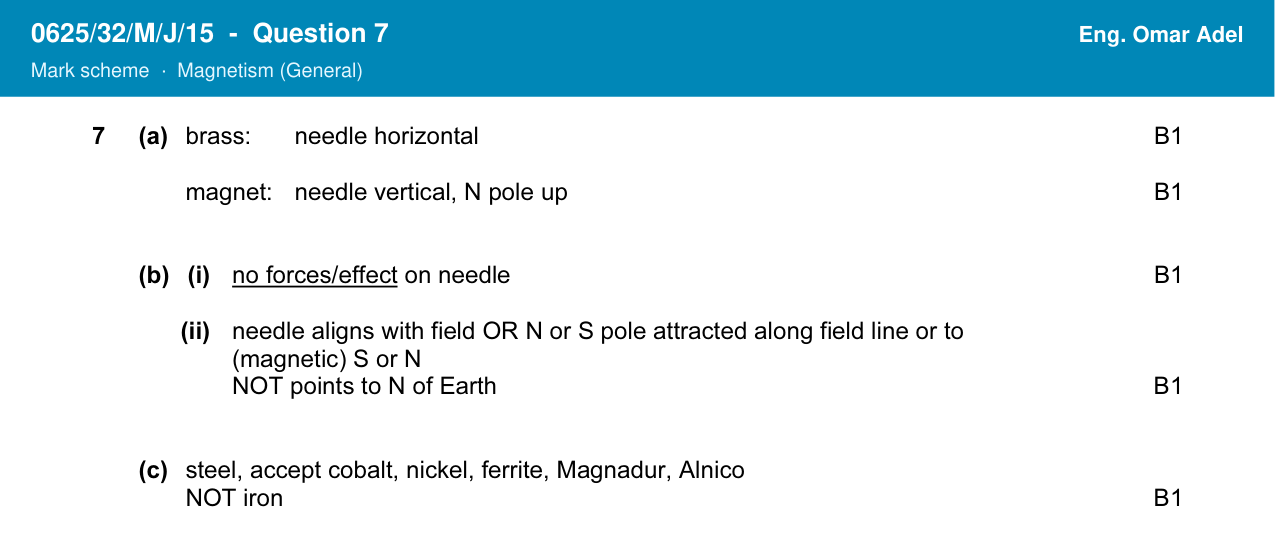 0625/32/M/J/15 - Question 7
Eng. Omar Adel
Mark scheme · Magnetism (General)
7 (a) brass: needle horizontal B1
magnet: needle vertical, N pole up B1
(b) (i) no forces/effect on needle B1
(ii) needle aligns with field OR N or S pole attracted along field line or to
(magnetic) S or N
NOT points to N of Earth B1
(c) steel, accept cobalt, nickel, ferrite, Magnadur, Alnico
NOT iron B1